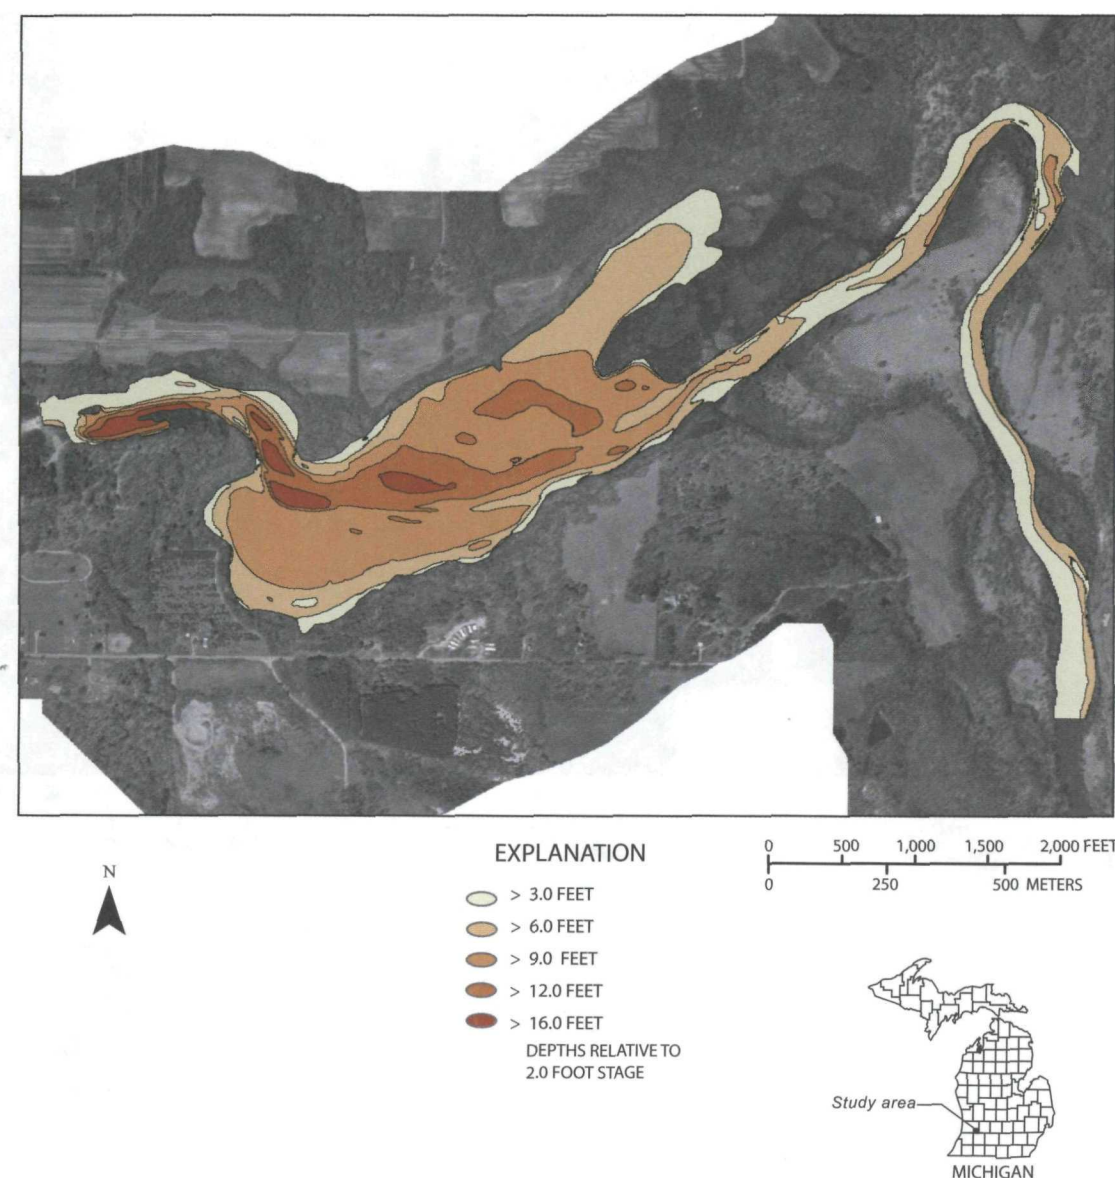 EXPLANATION
> 3.0 FEET
> 6.0 FEET
> 9.0 FEET
> 12.0 FEET
> 16.0 FEET
DEPTHS RELATIVE TO
2.0 FOOT STAGE
0 500 1,000 1,500 2,000 FEET
0 250 500 METERS
N
Study area
MICHIGAN